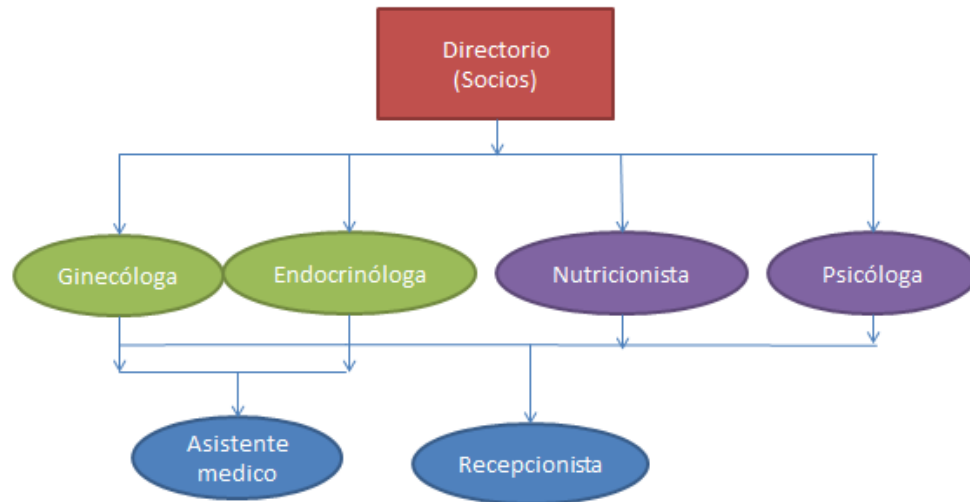 Directorio
(Socios)
Ginecóloga
Endocrinóloga
Nutricionista
Psicóloga
Asistente
medico
Recepcionista